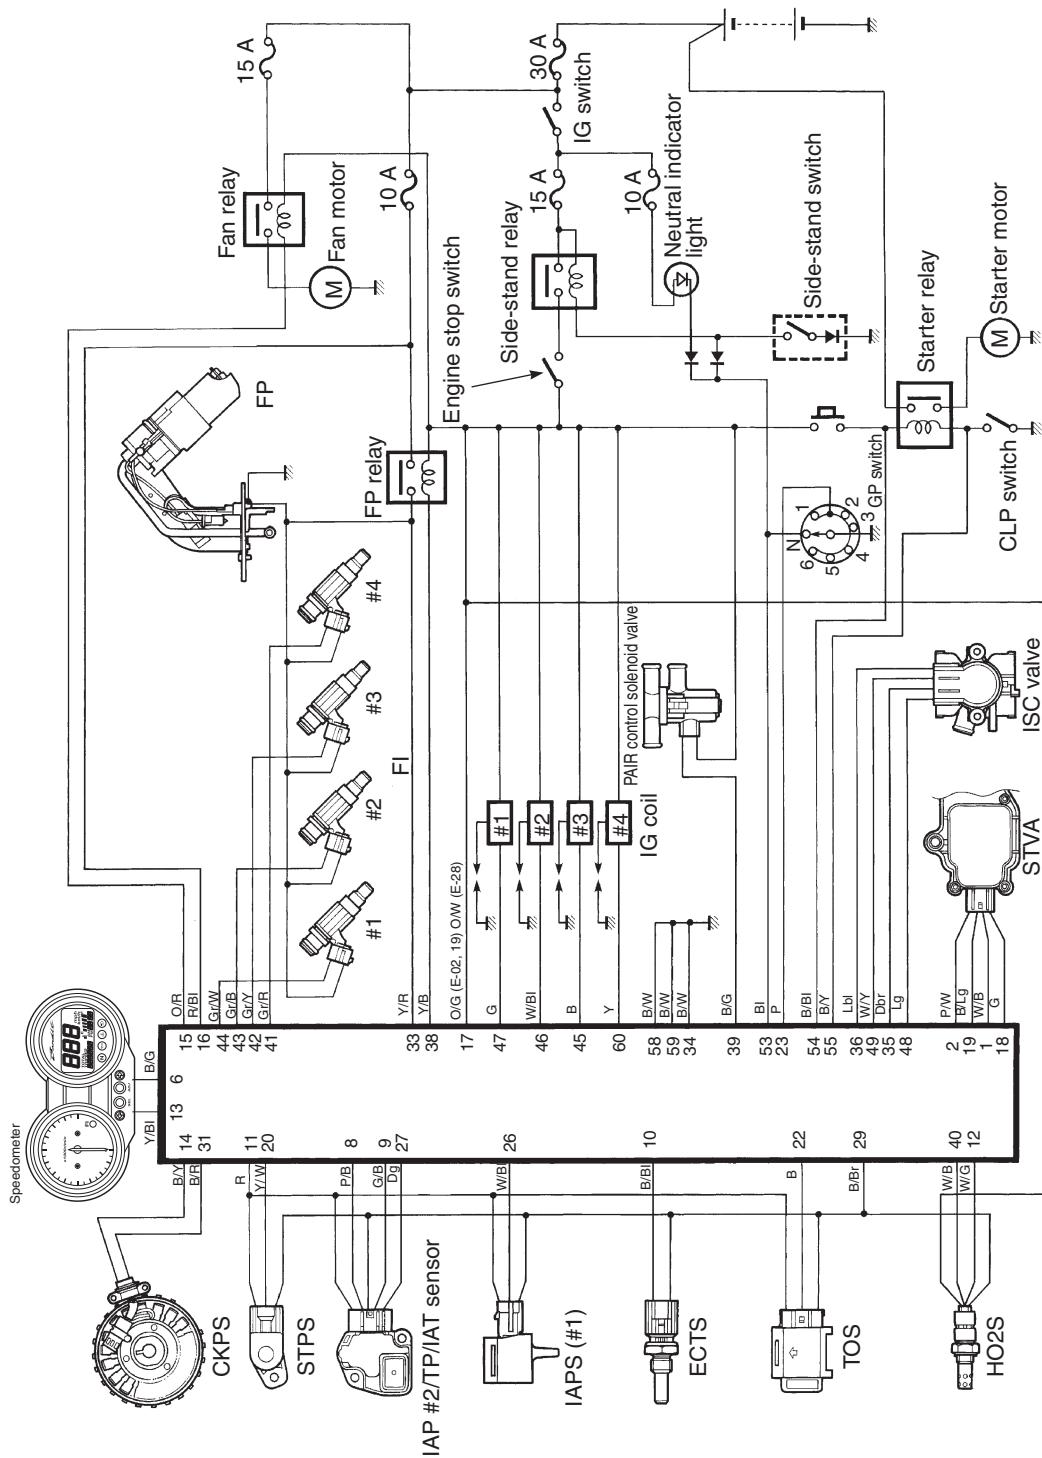 Speedometer
888
Y/Bl
B/G
13
6
B/Y
14
B/R
31
R
11
Y/W
20
P/B
8
G/B
9
Dg
27
W/Bl
26
B/Bl
10
B
22
B/Br
29
W/B
40
W/G
12
CKPS
STPS
IAP #2/TP/IAT sensor
IAPS (#1)
ECTS
TOS
HO2S
15
O/R
16
R/Bl
44
Gr/W
43
Gr/B
42
Gr/Y
41
Gr/R
33
Y/R
38
Y/B
17
O/G (E-02, 19) O/W (E-28)
47
G
46
W/Bl
45
B
60
Y
58
B/W
59
B/W
34
B/W
39
B/G
53
Bl
23
P
54
B/Bl
55
B/Y
36
Lbl
49
W/Y
35
Dbr
48
Lg
2
P/W
19
B/Lg
1
W/B
18
G
#1
#2
#3
#4
FI
#1
#2
#3
#4
IG coil
PAIR control solenoid valve
STVA
ISC valve
FP
FP relay
Fan relay
Fan motor
M
15 A
10 A
30 A
IG switch
15 A
10 A
Engine stop switch
Side-stand relay
Neutral indicator
light
Side-stand switch
Starter relay
M
Starter motor
CLP switch
GP switch
N
1
2
3
4
5
6